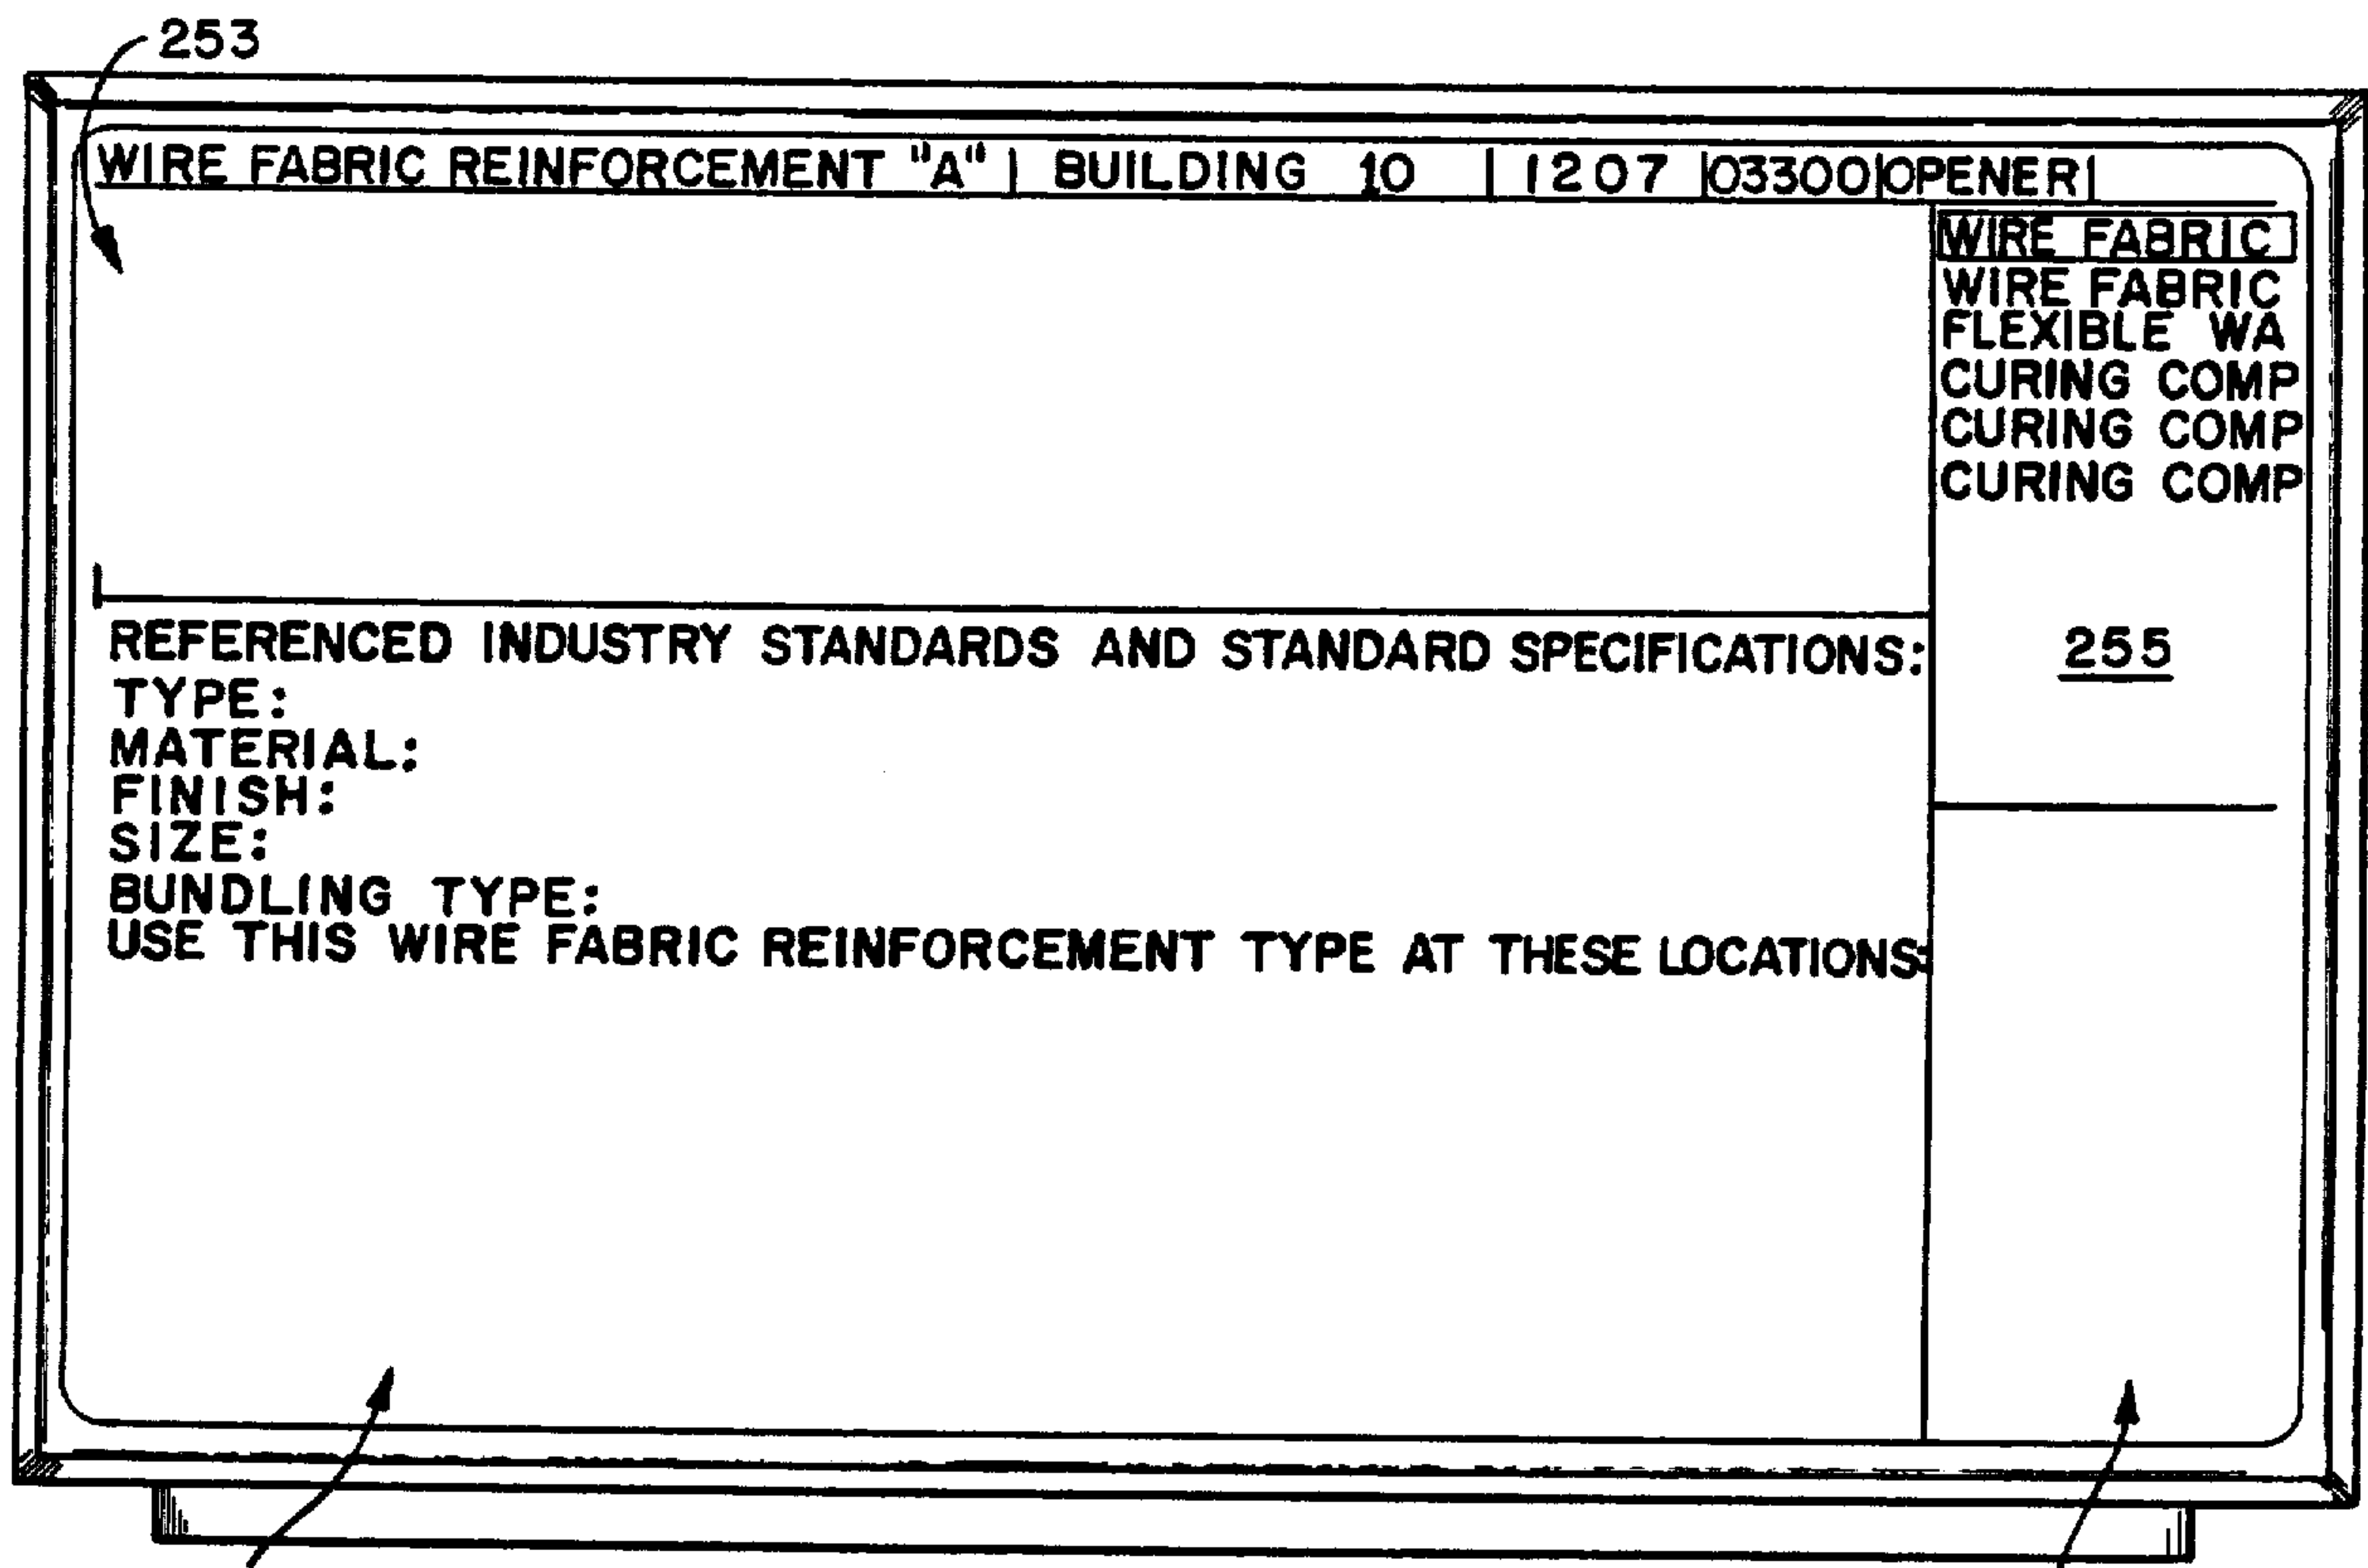 253
WIRE FABRIC REINFORCEMENT "A" | BUILDING 10 | 1207 |03300|OPENER|
WIRE FABRIC
WIRE FABRIC
FLEXIBLE WA
CURING COMP
CURING COMP
CURING COMP
255
REFERENCED INDUSTRY STANDARDS AND STANDARD SPECIFICATIONS:
TYPE:
MATERIAL:
FINISH:
SIZE:
BUNDLING TYPE:
USE THIS WIRE FABRIC REINFORCEMENT TYPE AT THESE LOCATIONS: